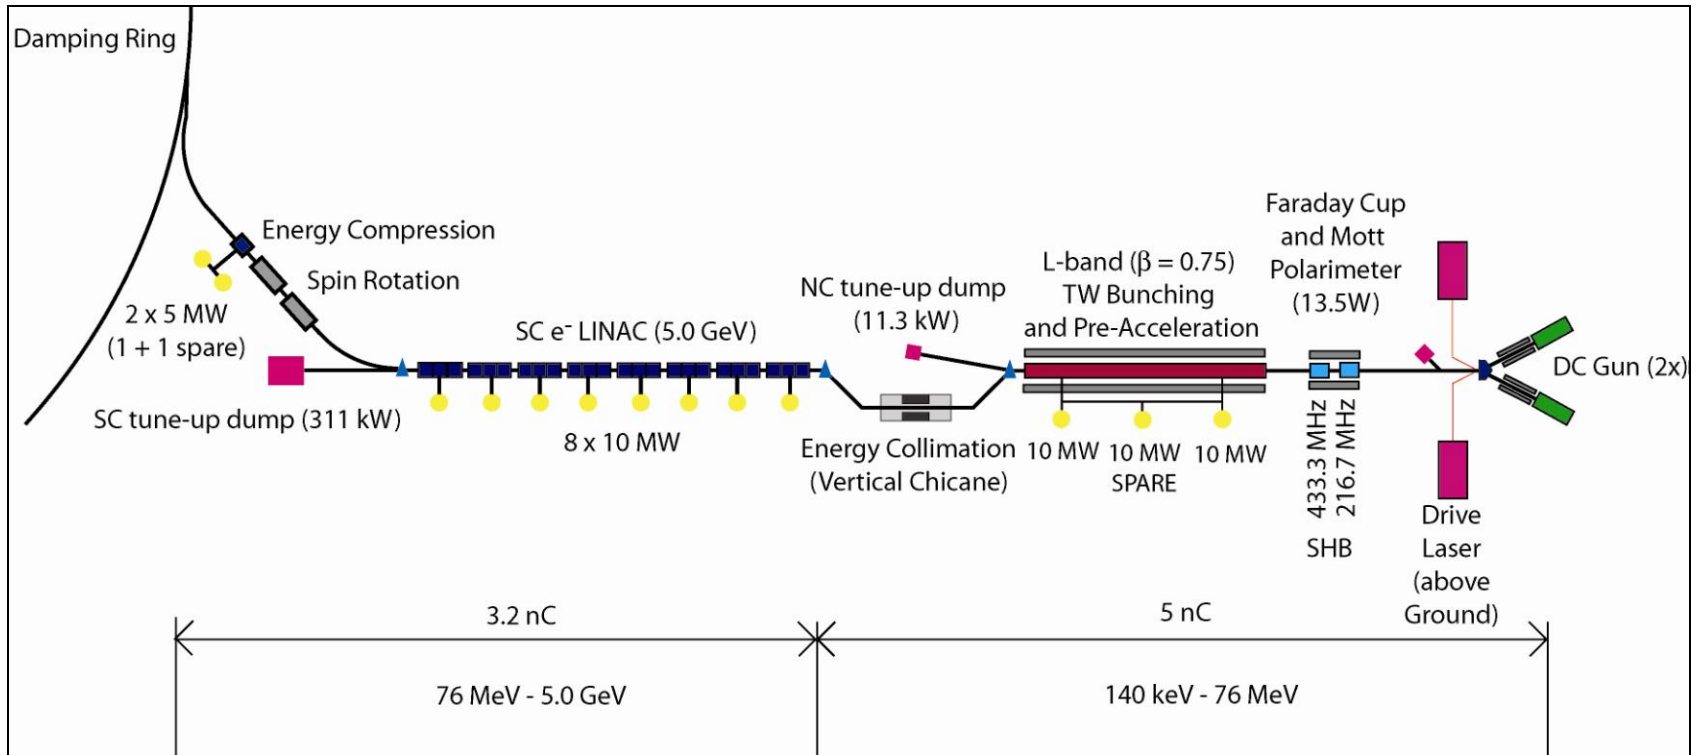 Damping Ring
Energy Compression
Spin Rotation
2 x 5 MW
(1 + 1 spare)
SC tune-up dump (311 kW)
SC e⁻ LINAC (5.0 GeV)
8 x 10 MW
NC tune-up dump
(11.3 kW)
Energy Collimation
(Vertical Chicane)
L-band (β = 0.75)
TW Bunching
and Pre-Acceleration
10 MW
10 MW
SPARE
10 MW
Faraday Cup
and Mott
Polarimeter
(13.5W)
433.3 MHz
216.7 MHz
SHB
DC Gun (2x)
Drive
Laser
(above
Ground)
3.2 nC
5 nC
76 MeV - 5.0 GeV
140 keV - 76 MeV